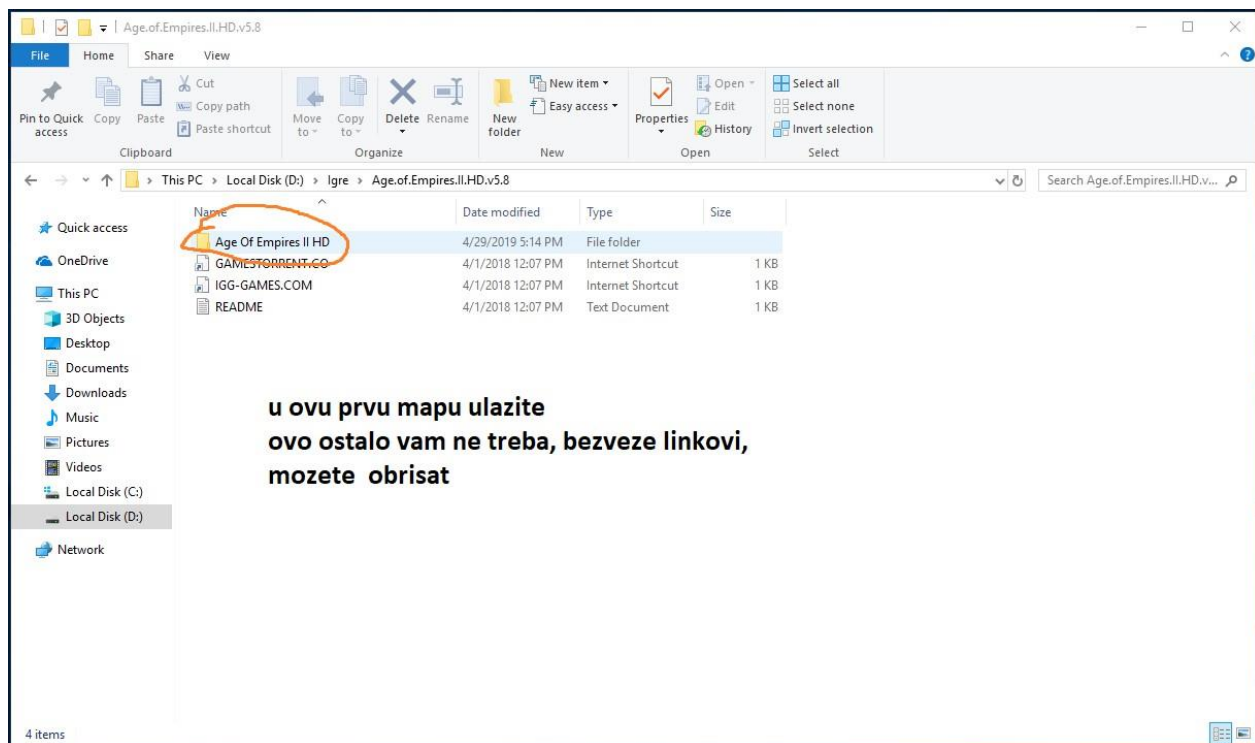 Age.of.Empires.II.HD.v5.8
File Home Share View
Pin to Quick access
Copy
Paste
Cut
Copy path
Paste shortcut
Clipboard
Move to
Copy to
Delete
Rename
Organize
New folder
New item
Easy access
New
Properties
Open
Edit
History
Open
Select all
Select none
Invert selection
Select
This PC > Local Disk (D:) > Igre > Age.of.Empires.II.HD.v5.8
Search Age.of.Empires.II.HD.v...
Name Date modified Type Size
Age Of Empires II HD 4/29/2019 5:14 PM File folder
GAMESTORRENT.CO 4/1/2018 12:07 PM Internet Shortcut 1 KB
IGG-GAMES.COM 4/1/2018 12:07 PM Internet Shortcut 1 KB
README 4/1/2018 12:07 PM Text Document 1 KB
Quick access
OneDrive
This PC
3D Objects
Desktop
Documents
Downloads
Music
Pictures
Videos
Local Disk (C:)
Local Disk (D:)
Network
u ovu prvu mapu ulazite
ovo ostalo vam ne treba, bezveze linkovi,
mozete obrisat
4 items